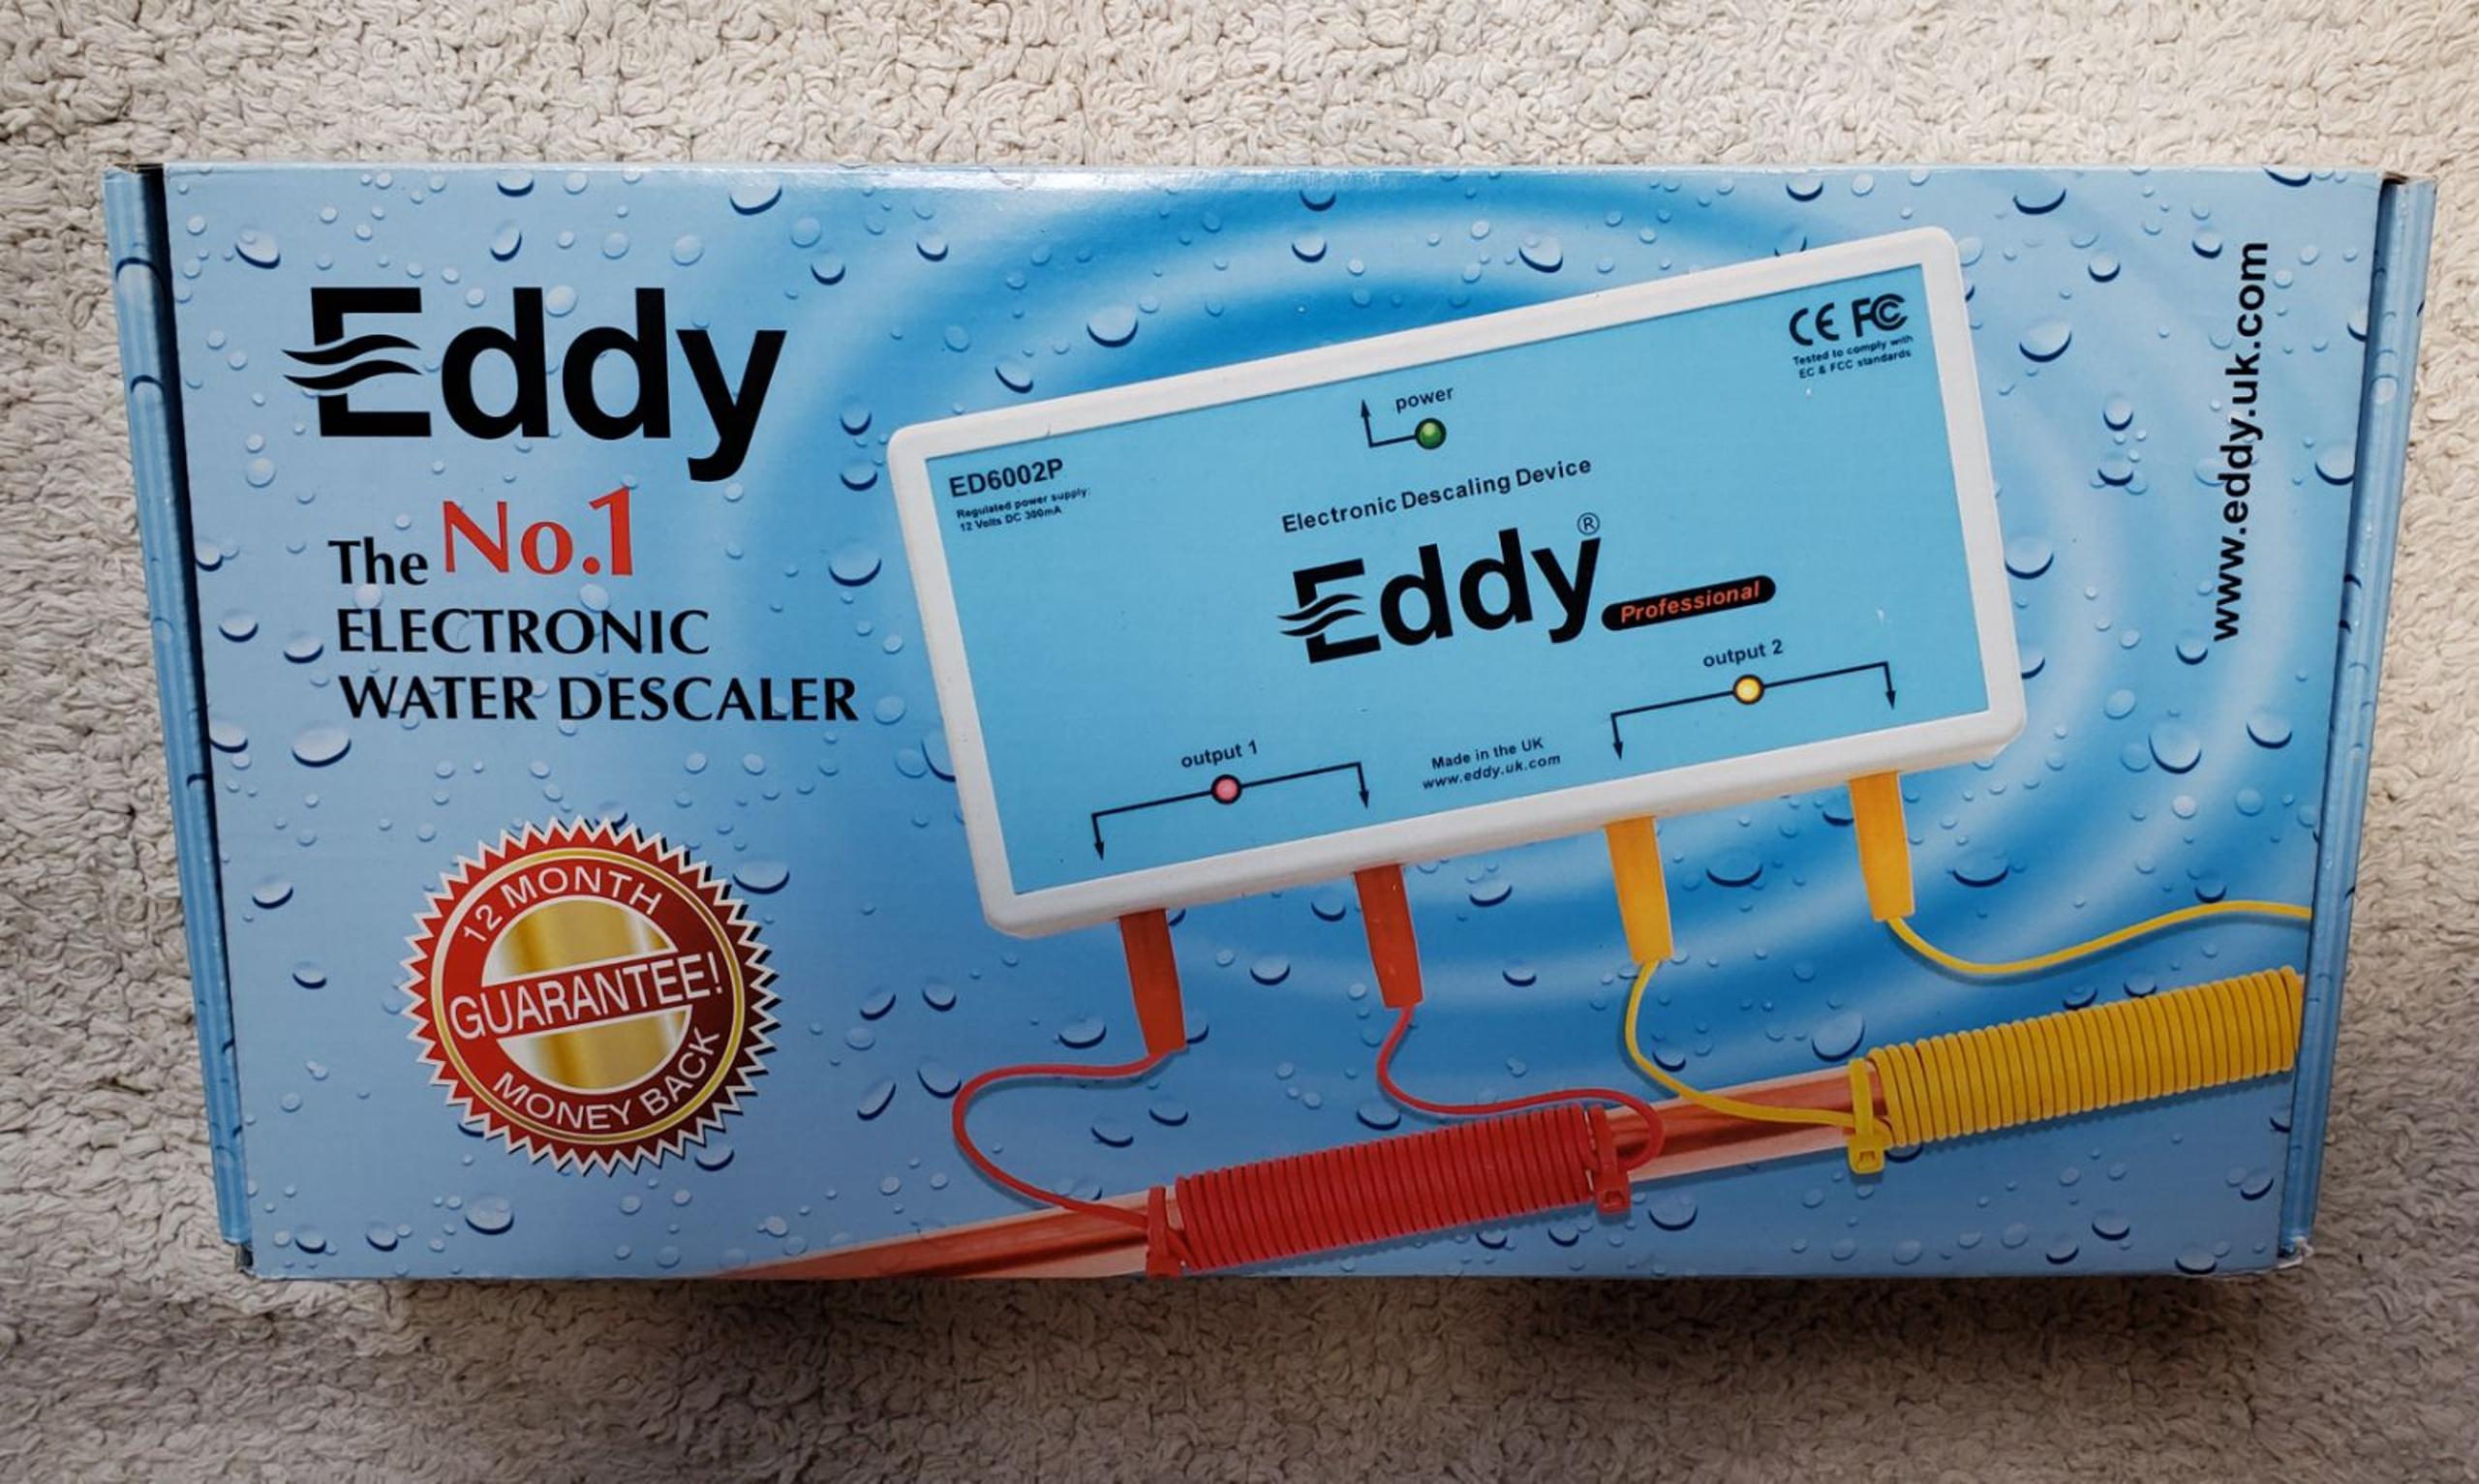 Eddy
The No.1
ELECTRONIC
WATER DESCALER
12 MONTH
GUARANTEE!
MONEY BACK
ED6002P
Regulated power supply:
12 Volts DC 300mA
power
CE FC
Tested to comply with
EC & FCC standards
Electronic Descaling Device
Eddy®
Professional
output 1
output 2
Made in the UK
www.eddy.uk.com
www.eddy.uk.com